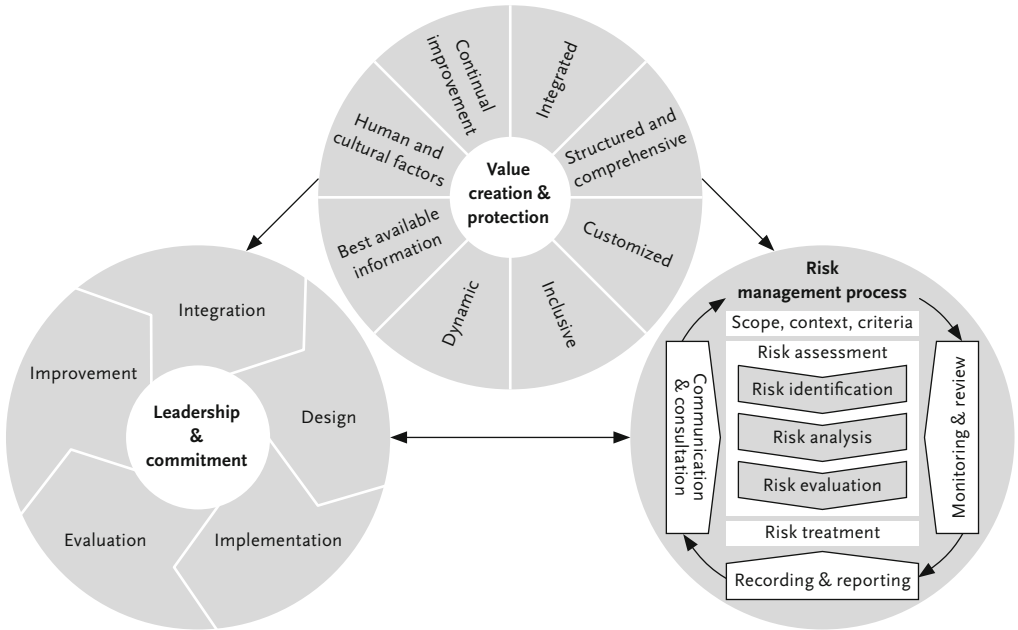 Continual
improvement
Integrated
Human and
cultural factors
Structured and
comprehensive
Value
creation &
protection
Best available
information
Customized
Dynamic
Inclusive
Integration
Improvement
Design
Leadership
&
commitment
Evaluation
Implementation
Risk
management process
Scope, context, criteria
Risk assessment
Risk identification
Risk analysis
Risk evaluation
Risk treatment
Communication
& consultation
Monitoring & review
Recording & reporting